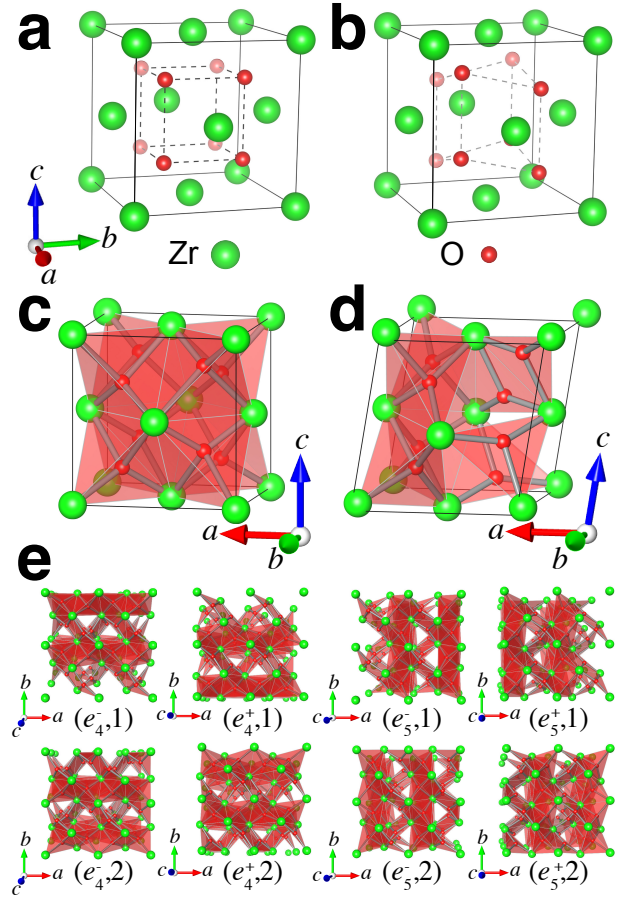 a
b
c
b
a
Zr
O
c
d
c
a
b
c
a
b
e
b
c
a
(e₄⁻,1)
b
c
a
(e₄⁺,1)
b
c
a
(e₅⁻,1)
b
c
a
(e₅⁺,1)
b
c
a
(e₄⁻,2)
b
c
a
(e₄⁺,2)
b
c
a
(e₅⁻,2)
b
c
a
(e₅⁺,2)